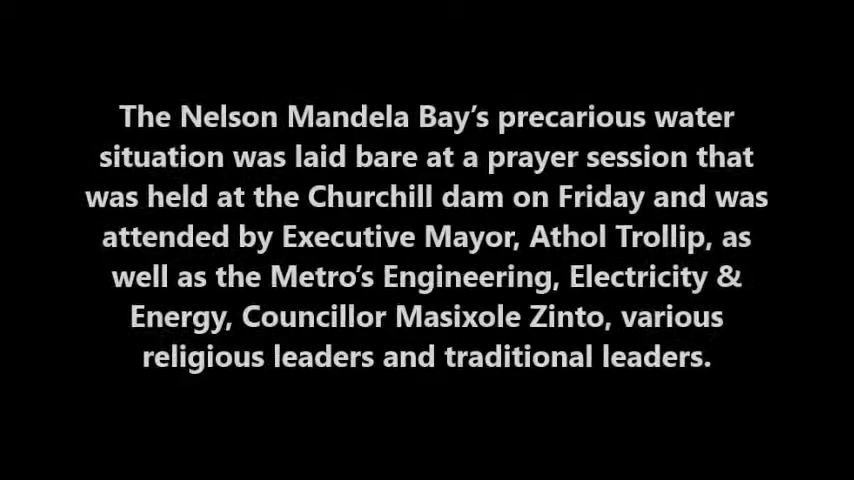 The Nelson Mandela Bay’s precarious water
situation was laid bare at a prayer session that
was held at the Churchill dam on Friday and was
attended by Executive Mayor, Athol Trollip, as
well as the Metro’s Engineering, Electricity &
Energy, Councillor Masixole Zinto, various
religious leaders and traditional leaders.